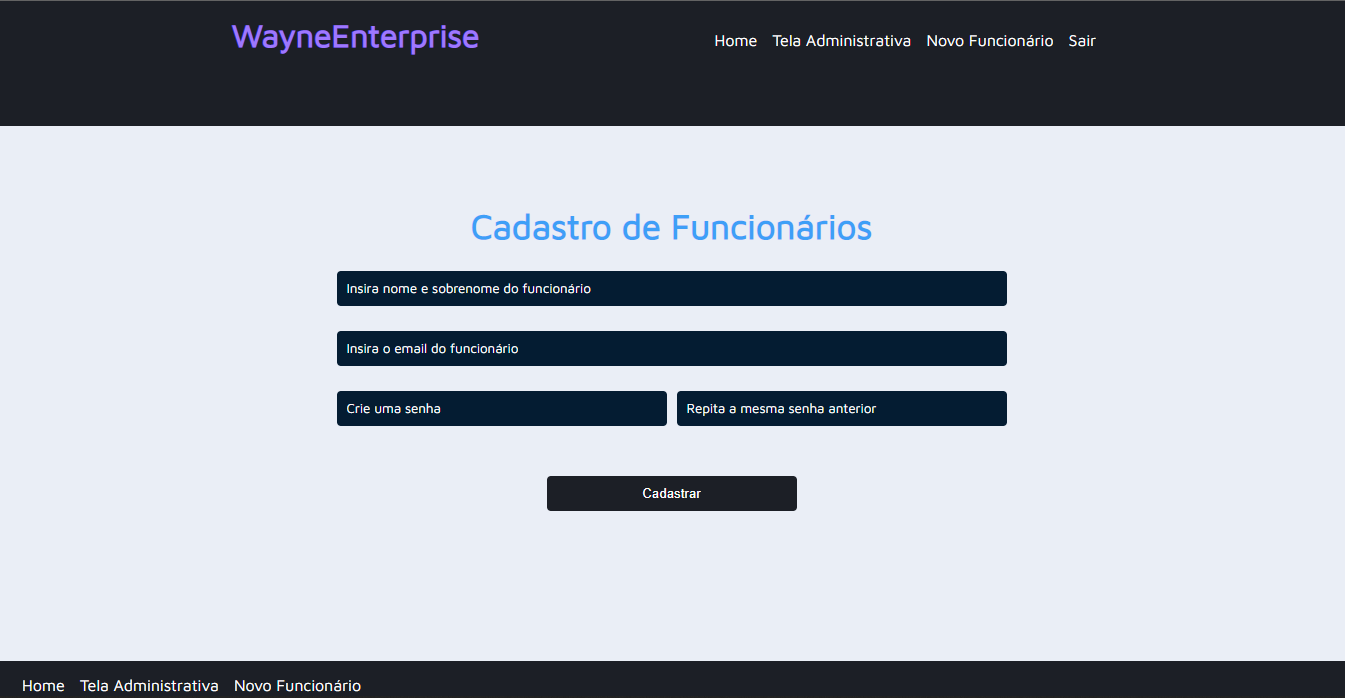 WayneEnterprise
Home Tela Administrativa Novo Funcionário Sair
Cadastro de Funcionários
Insira nome e sobrenome do funcionário
Insira o email do funcionário
Crie uma senha Repita a mesma senha anterior
Cadastrar
Home Tela Administrativa Novo Funcionário